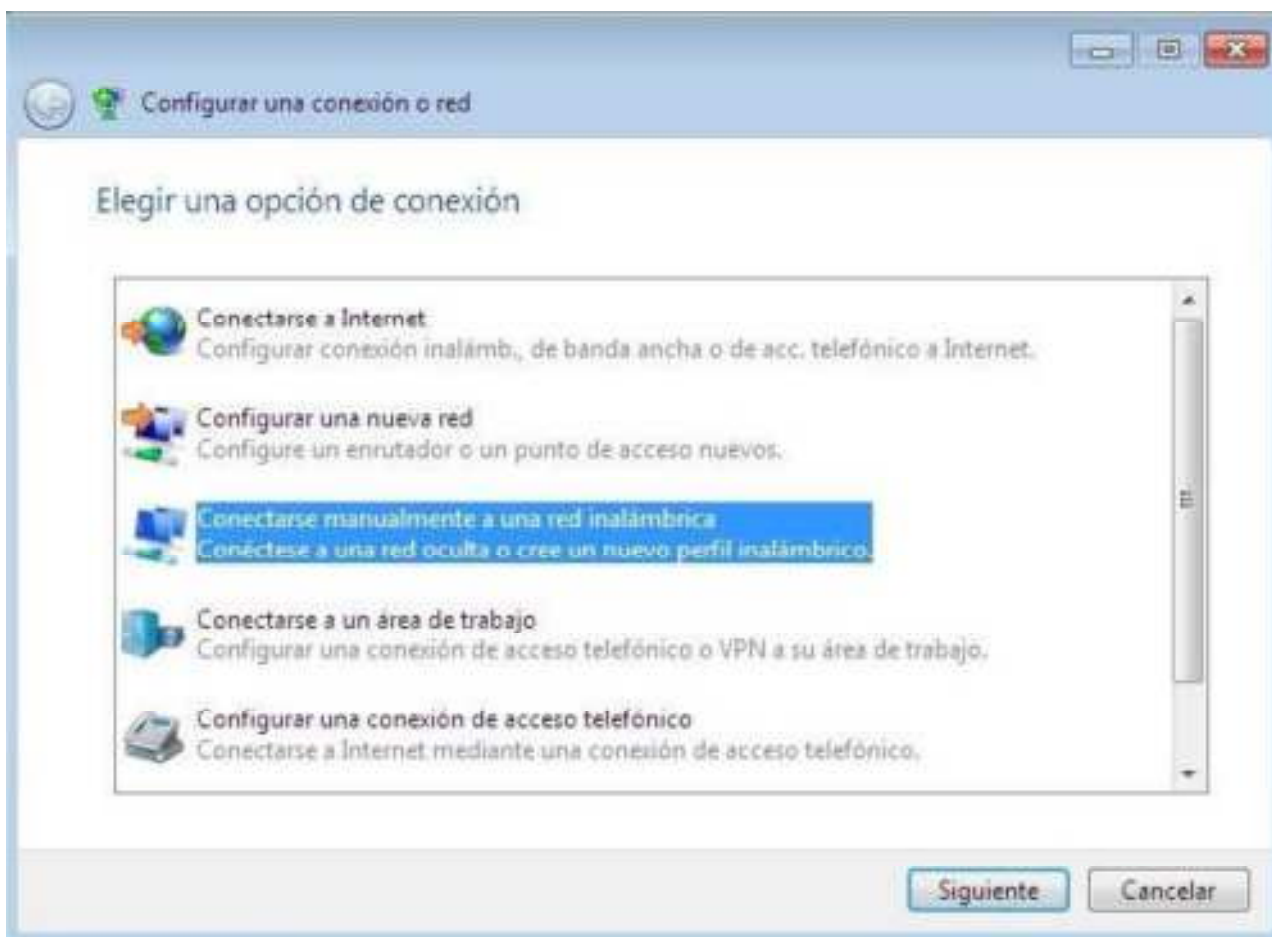 Configurar una conexión o red
Elegir una opción de conexión
Conectarse a Internet
Configurar conexión inalámb., de banda ancha o de acc. telefónico a Internet.
Configurar una nueva red
Configure un enrutador o un punto de acceso nuevos.
Conectarse manualmente a una red inalámbrica
Conéctese a una red oculta o cree un nuevo perfil inalámbrico.
Conectarse a un área de trabajo
Configurar una conexión de acceso telefónico o VPN a su área de trabajo.
Configurar una conexión de acceso telefónico
Conectarse a Internet mediante una conexión de acceso telefónico.
Siguiente
Cancelar